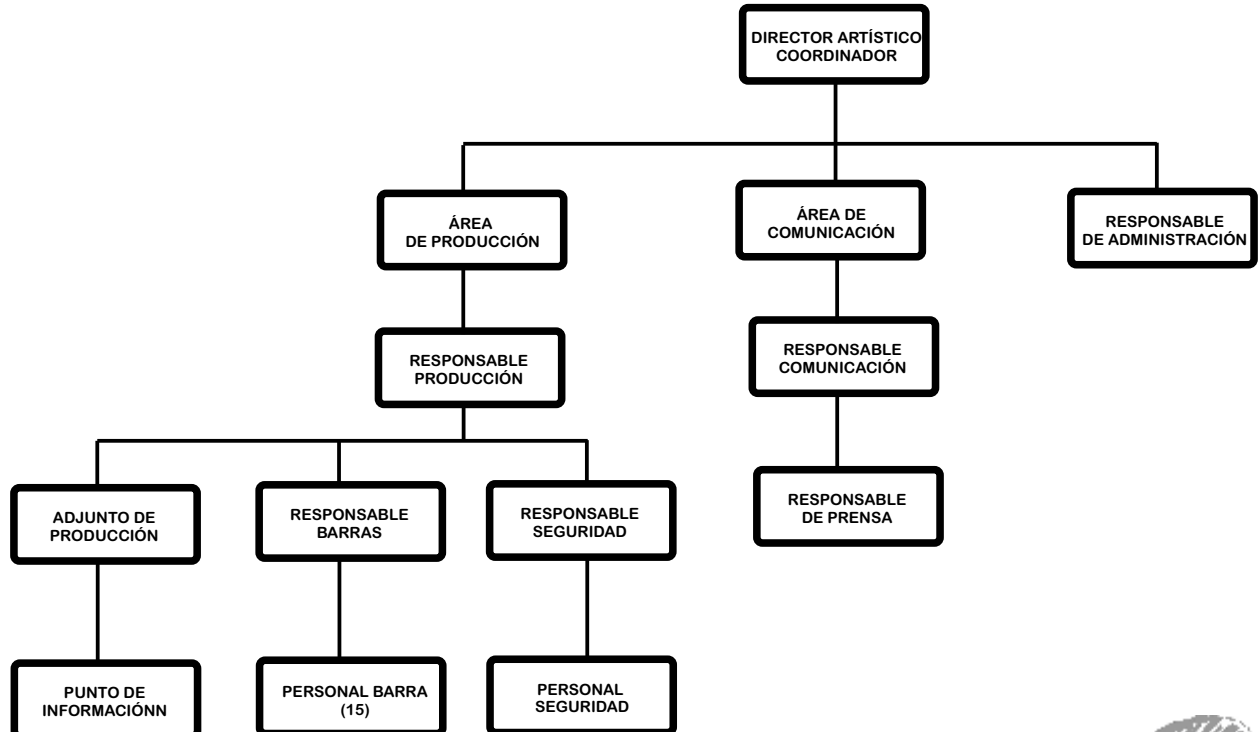 DIRECTOR ARTÍSTICO
COORDINADOR
ÁREA
DE PRODUCCIÓN
ÁREA DE
COMUNICACIÓN
RESPONSABLE
DE ADMINISTRACIÓN
RESPONSABLE
PRODUCCIÓN
RESPONSABLE
COMUNICACIÓN
ADJUNTO DE
PRODUCCIÓN
RESPONSABLE
BARRAS
RESPONSABLE
SEGURIDAD
RESPONSABLE
DE PRENSA
PUNTO DE
INFORMACIÓNN
PERSONAL BARRA
(15)
PERSONAL
SEGURIDAD